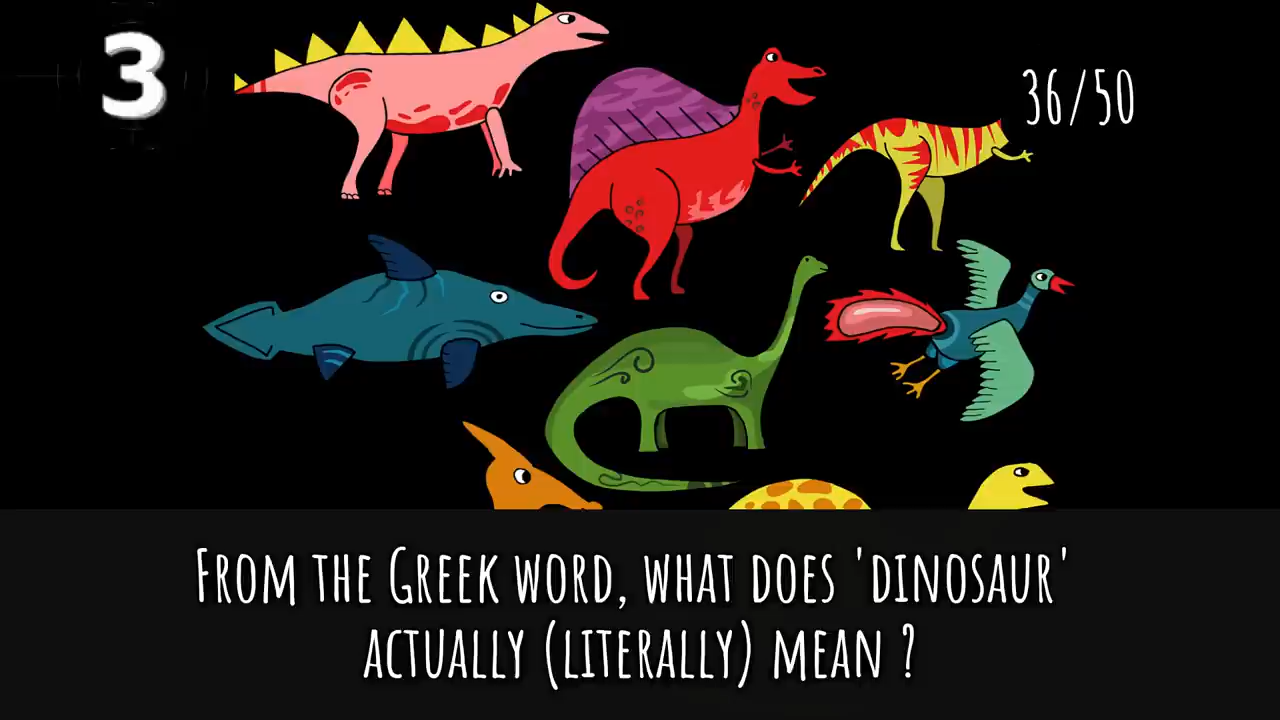 3
36/50
From the Greek word, what does 'dinosaur'
actually (literally) mean ?